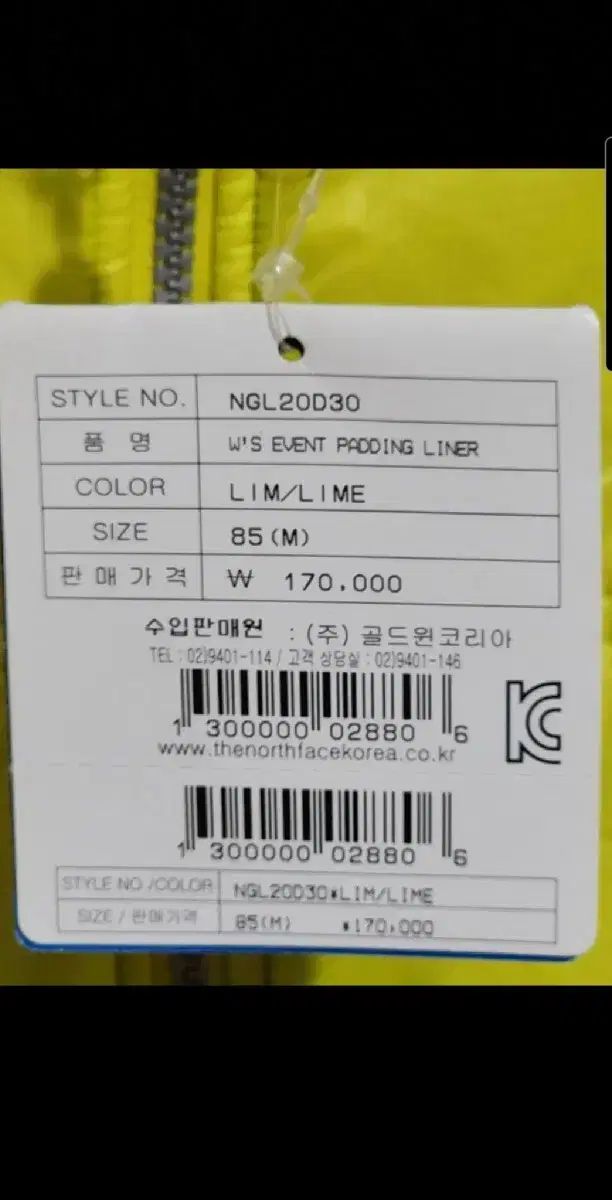 STYLE NO. NGL20D30
품 명 W'S EVENT PADDING LINER
COLOR LIM/LIME
SIZE 85(M)
판 매 가 격 ₩ 170,000
수입판매원 : (주) 골드윈코리아
TEL : 02)9401-114 / 고객 상담실 : 02)9401-146
1 300000 02880 6
www.thenorthfacekorea.co.kr
1 300000 02880 6
STYLE NO /COLOR NGL20D30*LIM/LIME
SIZE / 판매가격 85(M) *170,000